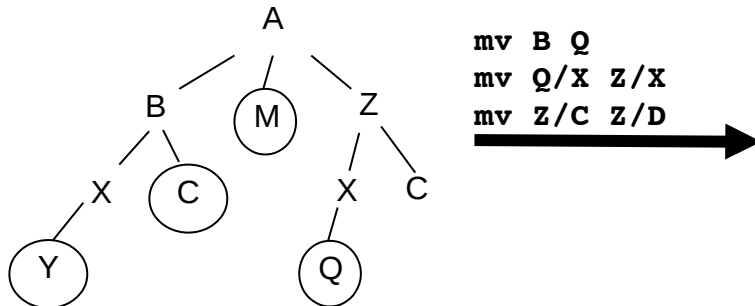 A
mv B Q
mv Q/X Z/X
mv Z/C Z/D
B M Z
X C X C
Y Q